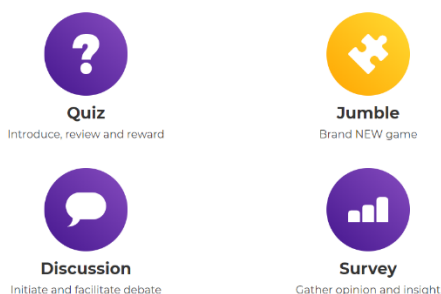 Quiz
Introduce, review and reward
Jumble
Brand NEW game
Discussion
Initiate and facilitate debate
Survey
Gather opinion and insight